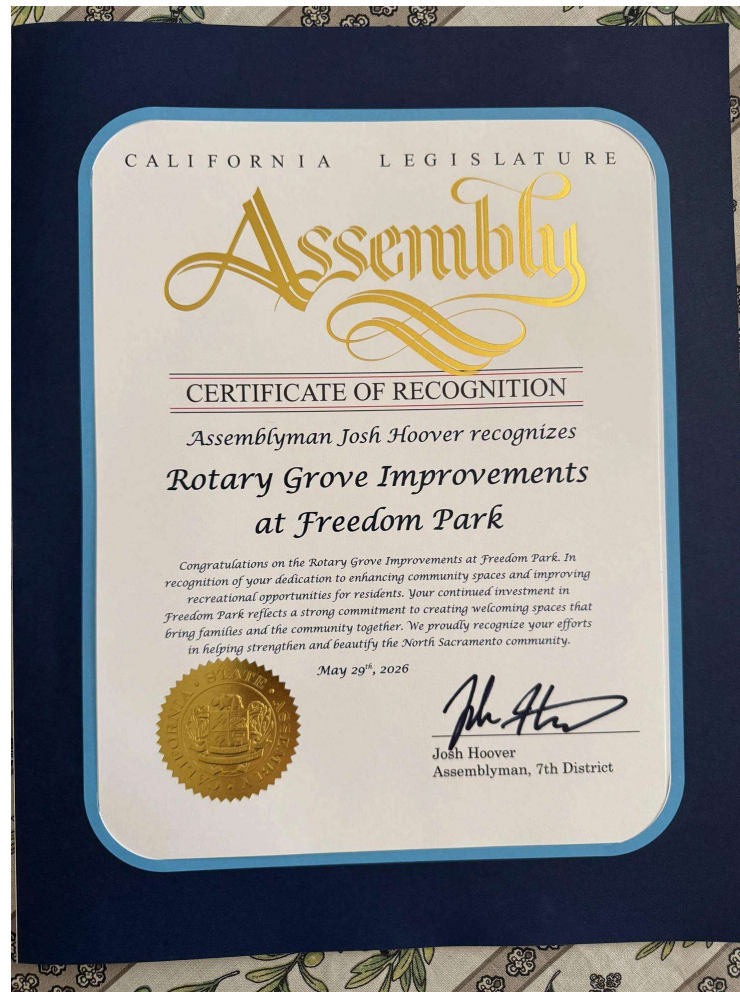 CALIFORNIA LEGISLATURE
Assembly
CERTIFICATE OF RECOGNITION
Assemblyman Josh Hoover recognizes
Rotary Grove Improvements
at Freedom Park
Congratulations on the Rotary Grove Improvements at Freedom Park. In
recognition of your dedication to enhancing community spaces and improving
recreational opportunities for residents. Your continued investment in
Freedom Park reflects a strong commitment to creating welcoming spaces that
bring families and the community together. We proudly recognize your efforts
in helping strengthen and beautify the North Sacramento community.
May 29th, 2026
CALIFORNIA · STATE · ASSEMBLY
Josh Hoover
Assemblyman, 7th District